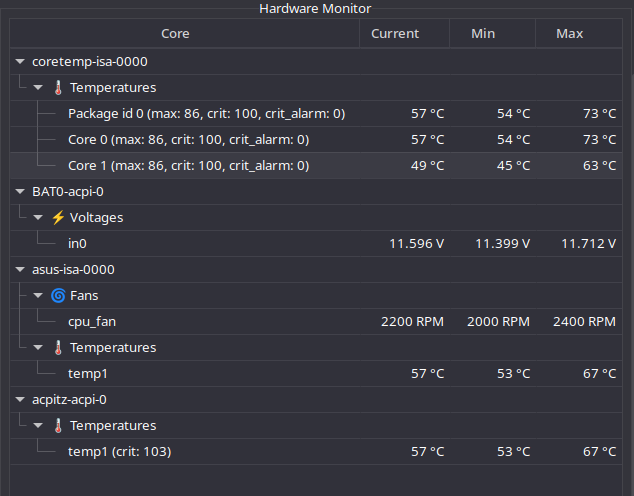 Hardware Monitor
Core Current Min Max
coretemp-isa-0000
Temperatures
Package id 0 (max: 86, crit: 100, crit_alarm: 0) 57 °C 54 °C 73 °C
Core 0 (max: 86, crit: 100, crit_alarm: 0) 57 °C 54 °C 73 °C
Core 1 (max: 86, crit: 100, crit_alarm: 0) 49 °C 45 °C 63 °C
BAT0-acpi-0
Voltages
in0 11.596 V 11.399 V 11.712 V
asus-isa-0000
Fans
cpu_fan 2200 RPM 2000 RPM 2400 RPM
Temperatures
temp1 57 °C 53 °C 67 °C
acpitz-acpi-0
Temperatures
temp1 (crit: 103) 57 °C 53 °C 67 °C